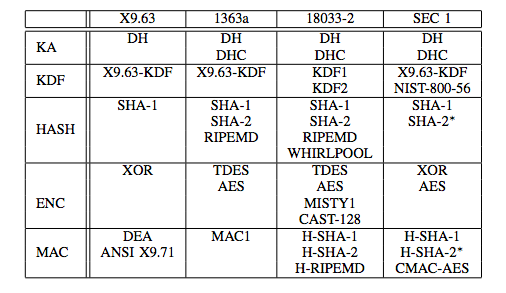 X9.63 1363a 18033-2 SEC 1
KA DH DH DH DH
DHC DHC DHC
KDF X9.63-KDF X9.63-KDF KDF1 X9.63-KDF
KDF2 NIST-800-56
HASH SHA-1 SHA-1 SHA-1 SHA-1
SHA-2 SHA-2 SHA-2*
RIPEMD RIPEMD
WHIRLPOOL
ENC XOR TDES TDES XOR
AES AES AES
MISTY1
CAST-128
MAC DEA MAC1 H-SHA-1 H-SHA-1
ANSI X9.71 H-SHA-2 H-SHA-2*
H-RIPEMD CMAC-AES